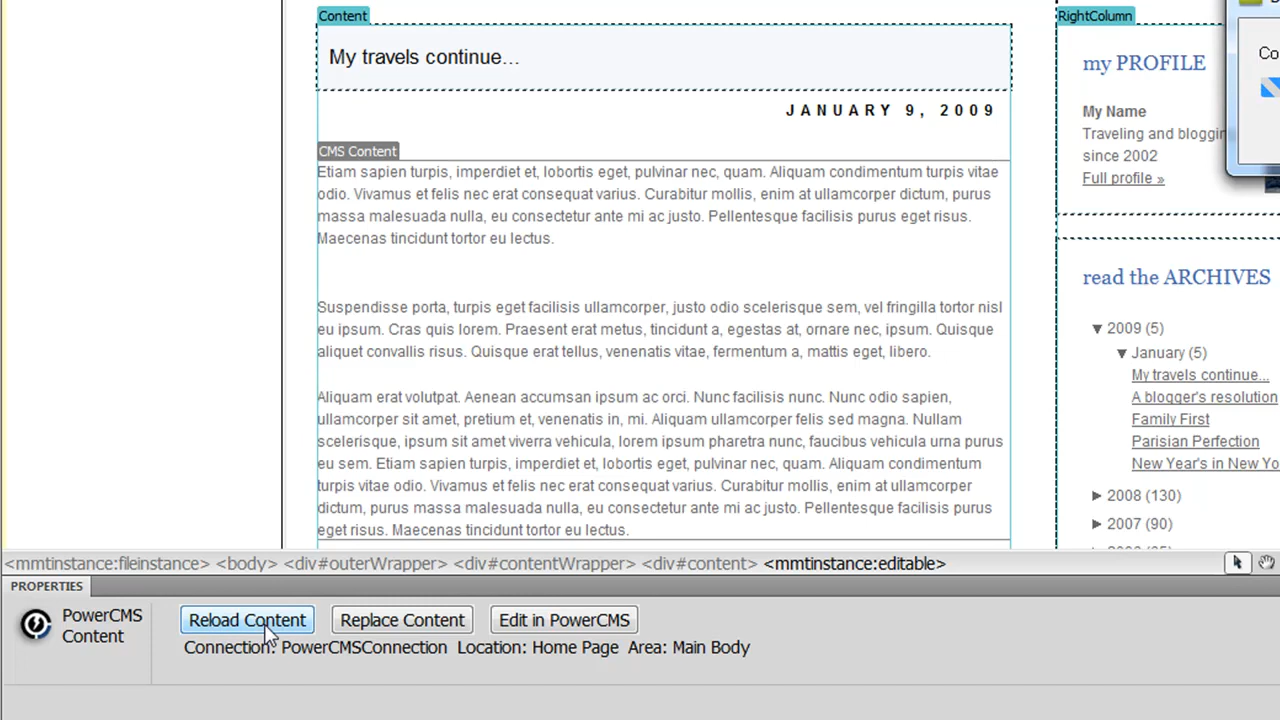 Content
My travels continue...
JANUARY 9, 2009
CMS Content
Etiam sapien turpis, imperdiet et, lobortis eget, pulvinar nec, quam. Aliquam condimentum turpis vitae
odio. Vivamus et felis nec erat consequat varius. Curabitur mollis, enim at ullamcorper dictum, purus
massa malesuada nulla, eu consectetur ante mi ac justo. Pellentesque facilisis purus eget risus.
Maecenas tincidunt tortor eu lectus.
Suspendisse porta, turpis eget facilisis ullamcorper, justo odio scelerisque sem, vel fringilla tortor nisl
eu ipsum. Cras quis lorem. Praesent erat metus, tincidunt a, egestas at, ornare nec, ipsum. Quisque
aliquet convallis risus. Quisque erat tellus, venenatis vitae, fermentum a, mattis eget, libero.
Aliquam erat volutpat. Aenean accumsan ipsum ac orci. Nunc facilisis nunc. Nunc odio sapien,
ullamcorper sit amet, pretium et, venenatis in, mi. Aliquam ullamcorper felis sed magna. Nullam
scelerisque, ipsum sit amet viverra vehicula, lorem ipsum pharetra nunc, faucibus vehicula urna purus
eu sem. Etiam sapien turpis, imperdiet et, lobortis eget, pulvinar nec, quam. Aliquam condimentum
turpis vitae odio. Vivamus et felis nec erat consequat varius. Curabitur mollis, enim at ullamcorper
dictum, purus massa malesuada nulla, eu consectetur ante mi ac justo. Pellentesque facilisis purus
eget risus. Maecenas tincidunt tortor eu lectus.
RightColumn
my PROFILE
My Name
Traveling and bloggin
since 2002
Full profile »
read the ARCHIVES
▼ 2009 (5)
▼ January (5)
My travels continue...
A blogger's resolution
Family First
Parisian Perfection
New Year's in New Yo
► 2008 (130)
► 2007 (90)
Co
<mmtinstance:fileinstance> <body> <div#outerWrapper> <div#contentWrapper> <div#content> <mmtinstance:editable>
PROPERTIES
PowerCMS
Content
Reload Content Replace Content Edit in PowerCMS
Connection: PowerCMSConnection Location: Home Page Area: Main Body